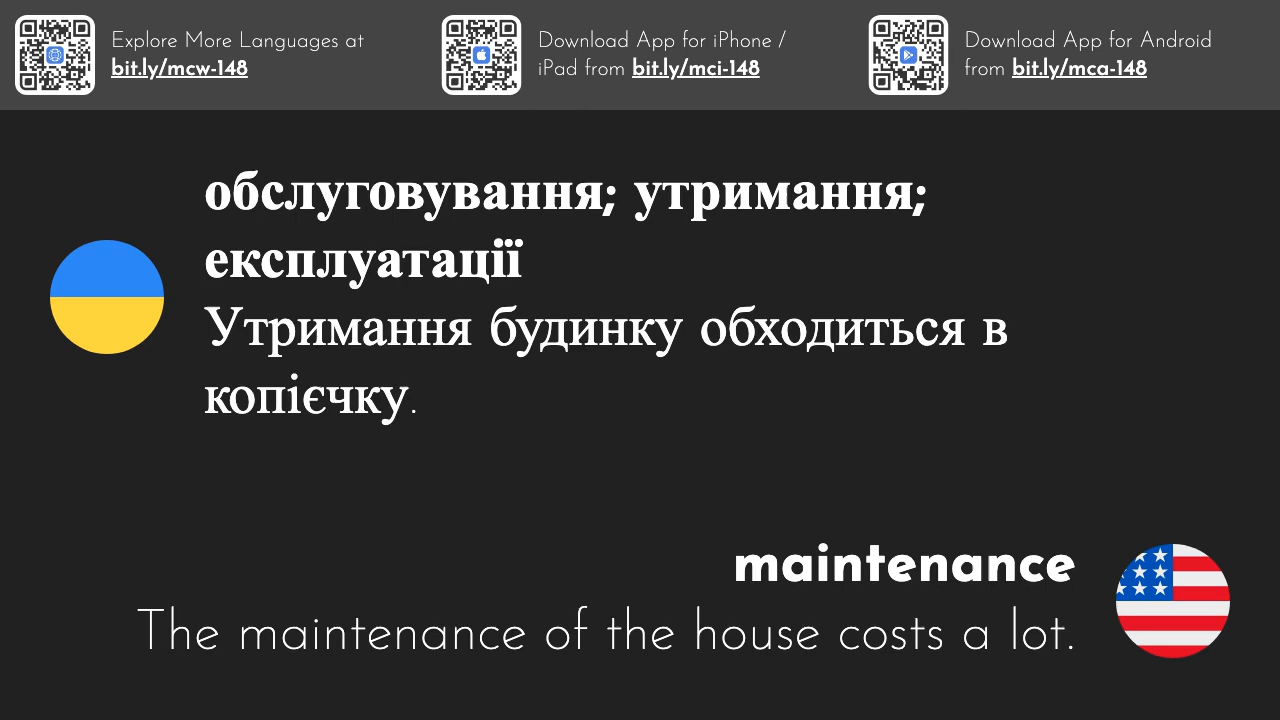 Explore More Languages at
bit.ly/mcw-148
Download App for iPhone /
iPad from bit.ly/mci-148
Download App for Android
from bit.ly/mca-148
обслуговування; утримання;
експлуатації
Утримання будинку обходиться в
копієчку.
maintenance
The maintenance of the house costs a lot.